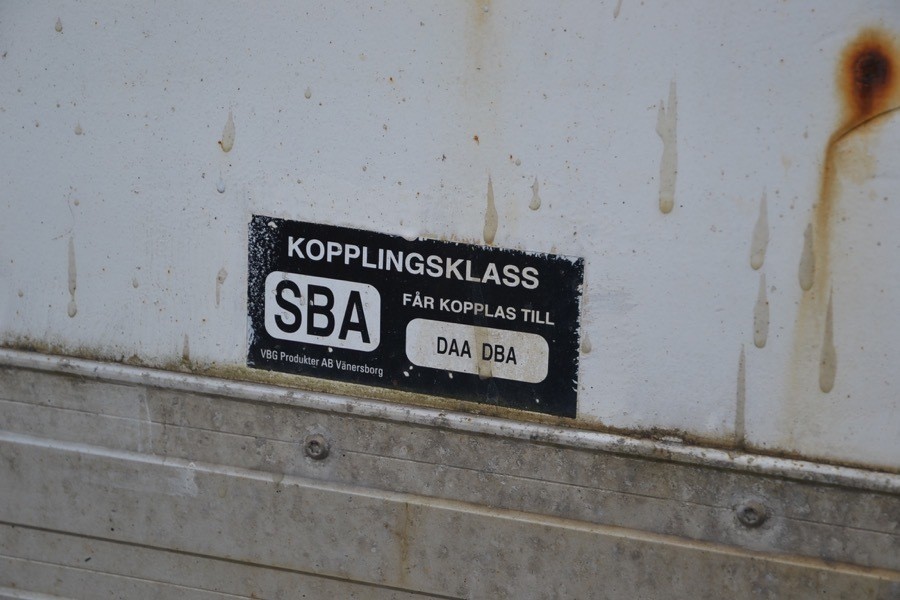 KOPPLINGSKLASS
SBA
FÅR KOPPLAS TILL
DAA DBA
VBG Produkter AB Vänersborg